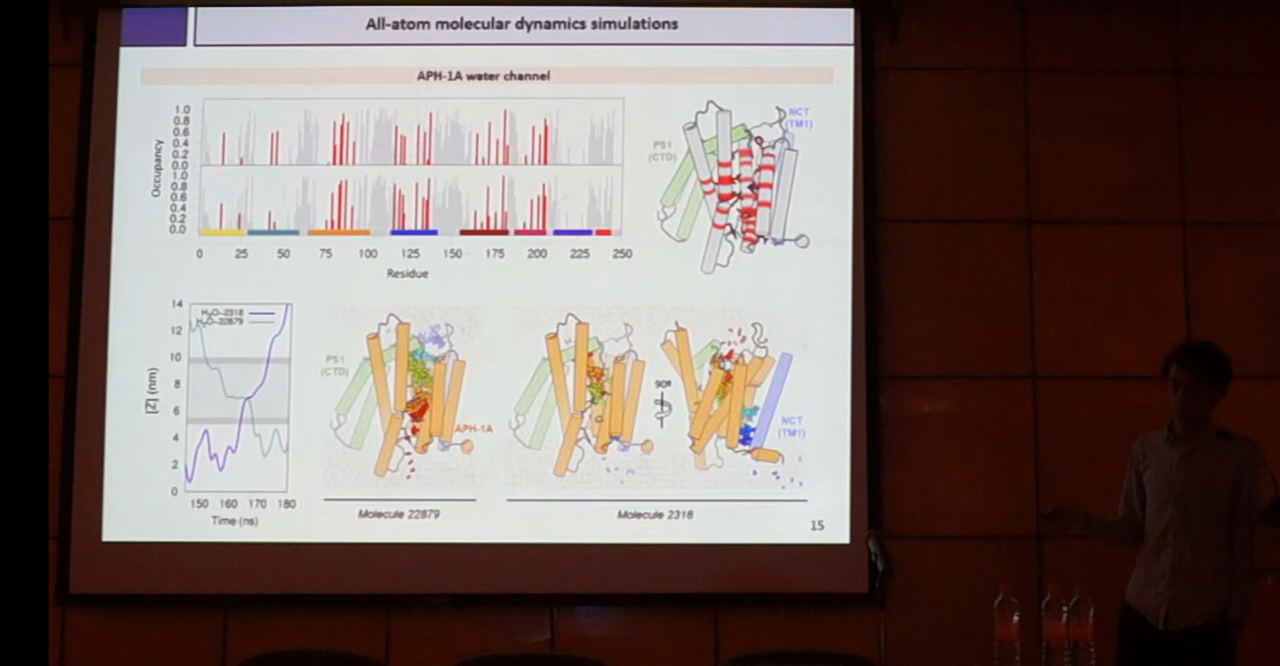 All-atom molecular dynamics simulations
APH-1A water channel
Occupancy
1.0
0.8
0.6
0.4
0.2
0.0
1.0
0.8
0.6
0.4
0.2
0.0
0 25 50 75 100 125 150 175 200 225 250
Residue
PS1
(CTD)
NCT
(TM1)
[Z] (nm)
14
12
10
8
6
4
2
0
H2O-2318
H2O-22879
150 160 170 180
Time (ns)
PS1
(CTD)
APH-1A
Molecule 22879
90º
NCT
(TM1)
Molecule 2318
15